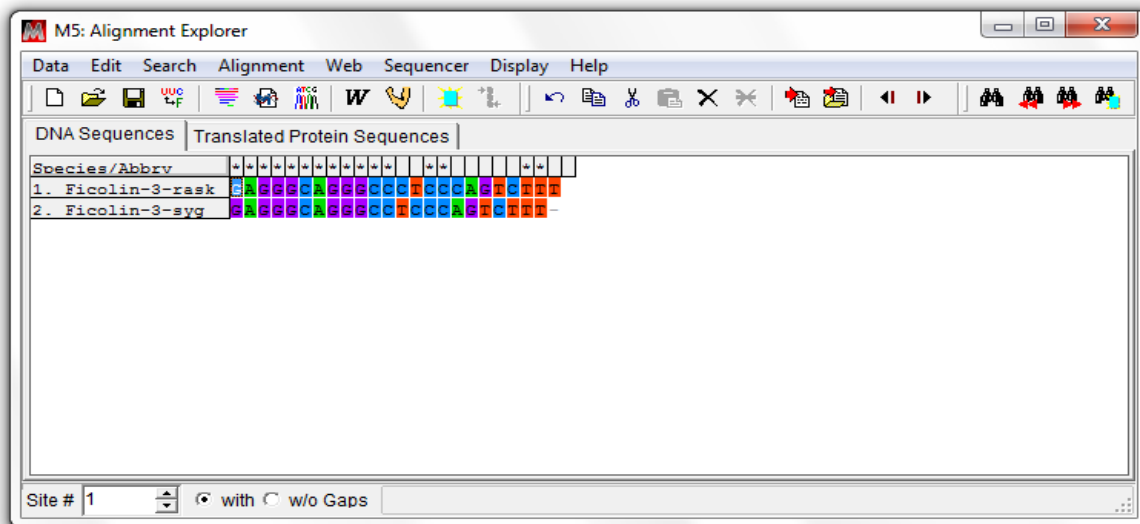 M5: Alignment Explorer
Data Edit Search Alignment Web Sequencer Display Help
W
DNA Sequences Translated Protein Sequences
Species/Abbrv ************ ** **
1. Ficolin-3-rask GAGGGCAGGGCCCTCCCAGTCTTT
2. Ficolin-3-syg GAGGGCAGGGCCTCCCAGTCTTT-
Site # 1 with w/o Gaps